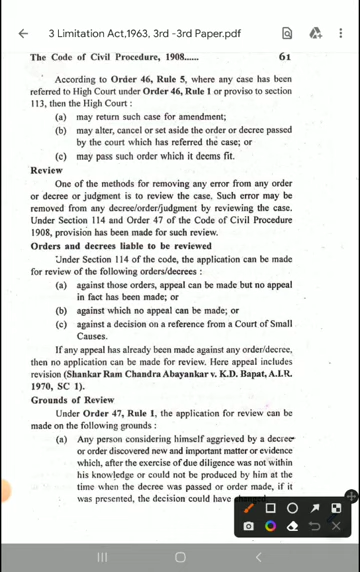 3 Limitation Act,1963, 3rd -3rd Paper.pdf
The Code of Civil Procedure, 1908...... 61
According to Order 46, Rule 5, where any case has been
referred to High Court under Order 46, Rule 1 or proviso to section
113, then the High Court :
(a) may return such case for amendment;
(b) may alter, cancel or set aside the order or decree passed
by the court which has referred the case; or
(c) may pass such order which it deems fit.
Review
One of the methods for removing any error from any order
or decree or judgment is to review the case. Such error may be
removed from any decree/order/judgment by reviewing the case.
Under Section 114 and Order 47 of the Code of Civil Procedure
1908, provision has been made for such review.
Orders and decrees liable to be reviewed
Under Section 114 of the code, the application can be made
for review of the following orders/decrees :
(a) against those orders, appeal can be made but no appeal
in fact has been made; or
(b) against which no appeal can be made; or
(c) against a decision on a reference from a Court of Small
Causes.
If any appeal has already been made against any order/decree,
then no application can be made for review. Here appeal includes
revision (Shankar Ram Chandra Abayankar v. K.D. Bapat, A.I.R.
1970, SC 1).
Grounds of Review
Under Order 47, Rule 1, the application for review can be
made on the following grounds :
(a) Any person considering himself aggrieved by a decree
or order discovered new and important matter or evidence
which, after the exercise of due diligence was not within
his knowledge or could not be produced by him at the
time when the decree was passed or order made, if it
was presented, the decision could have